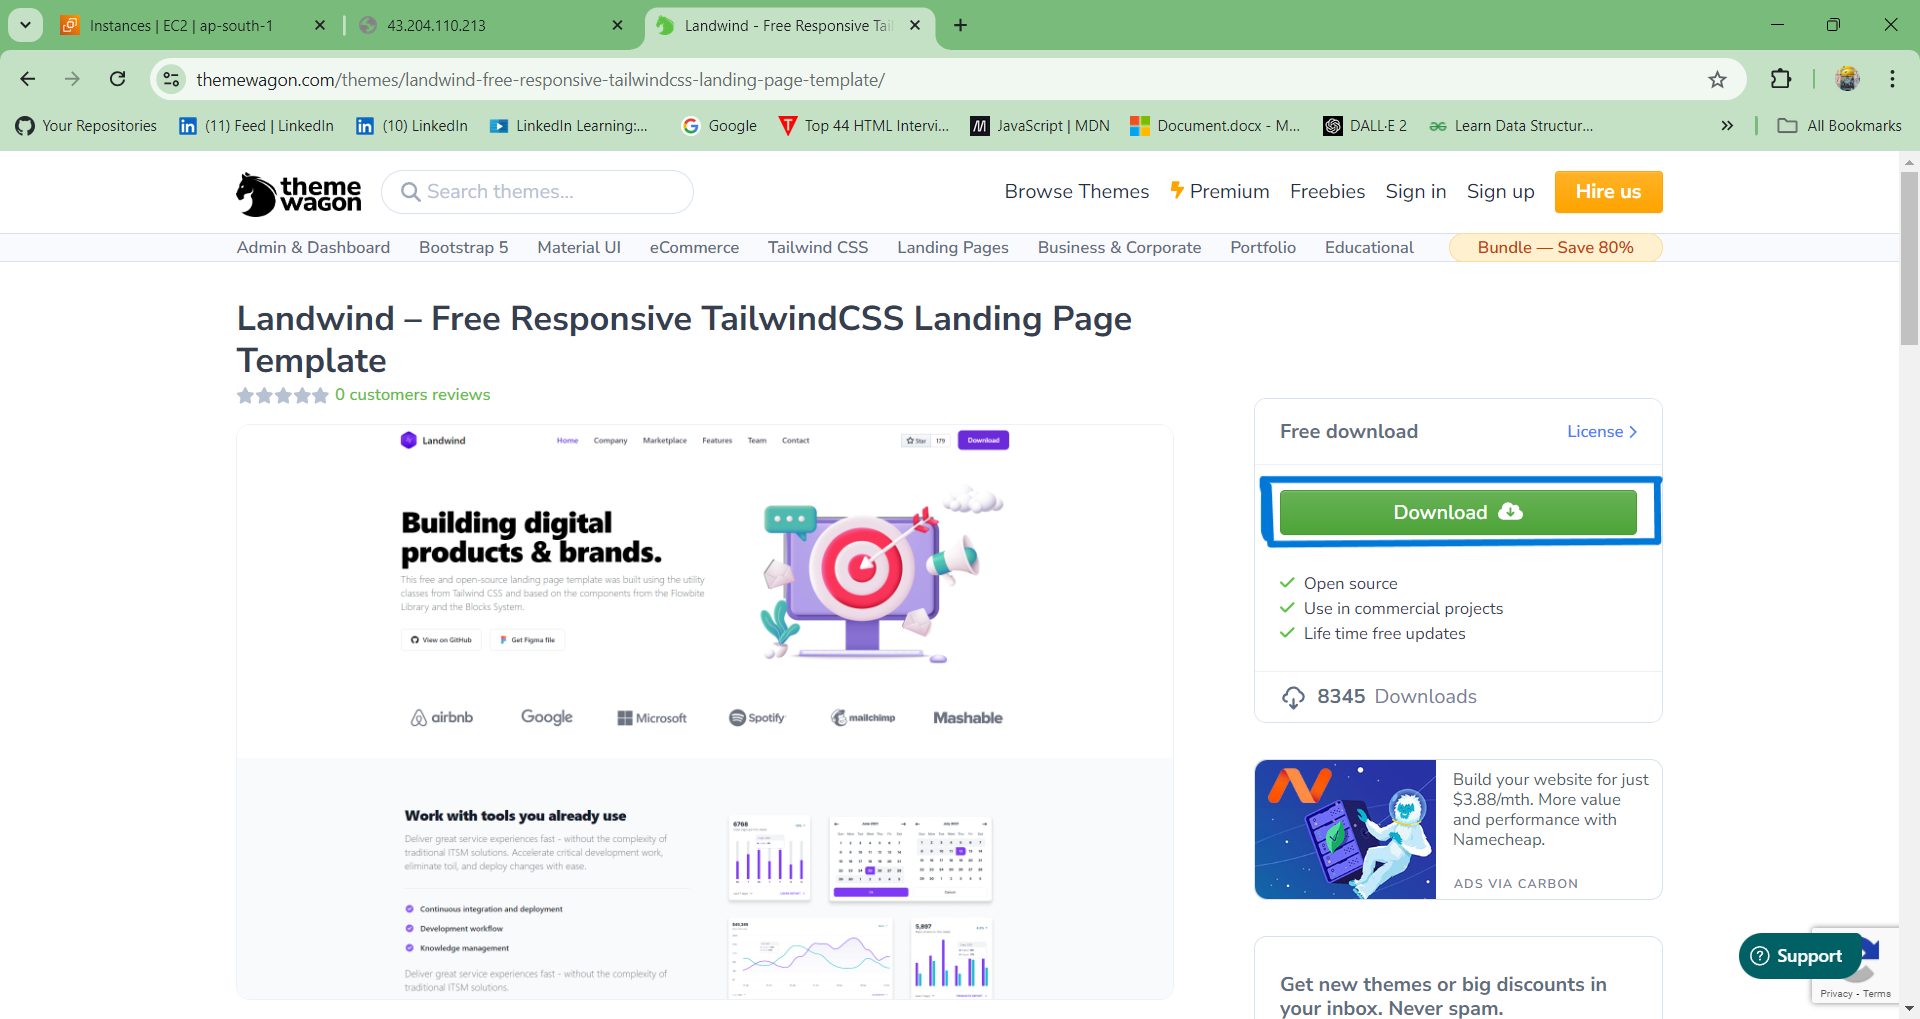 Instances | EC2 | ap-south-1
43.204.110.213
Landwind - Free Responsive Tail
themewagon.com/themes/landwind-free-responsive-tailwindcss-landing-page-template/
Your Repositories
(11) Feed | LinkedIn
(10) LinkedIn
LinkedIn Learning:...
Google
Top 44 HTML Intervi...
JavaScript | MDN
Document.docx - M...
DALL·E 2
Learn Data Structur...
All Bookmarks
theme
wagon
Search themes...
Browse Themes
Premium
Freebies
Sign in
Sign up
Hire us
Admin & Dashboard
Bootstrap 5
Material UI
eCommerce
Tailwind CSS
Landing Pages
Business & Corporate
Portfolio
Educational
Bundle — Save 80%
Landwind – Free Responsive TailwindCSS Landing Page
Template
0 customers reviews
Landwind
Home
Company
Marketplace
Features
Team
Contact
Star
179
Download
Building digital
products & brands.
This free and open-source landing page template was built using the utility
classes from Tailwind CSS and based on the components from the Flowbite
Library and the Blocks System.
View on GitHub
Get Figma file
airbnb
Google
Microsoft
Spotify
mailchimp
Mashable
Work with tools you already use
Deliver great service experiences fast - without the complexity of
traditional ITSM solutions. Accelerate critical development work,
eliminate toil, and deploy changes with ease.
Continuous integration and deployment
Development workflow
Knowledge management
Deliver great service experiences fast - without the complexity of
traditional ITSM solutions.
6768
June 2021
July 2021
5,897
Free download
License
Download
Open source
Use in commercial projects
Life time free updates
8345 Downloads
Build your website for just
$3.88/mth. More value
and performance with
Namecheap.
ADS VIA CARBON
Get new themes or big discounts in
your inbox. Never spam.
Support
Privacy - Terms